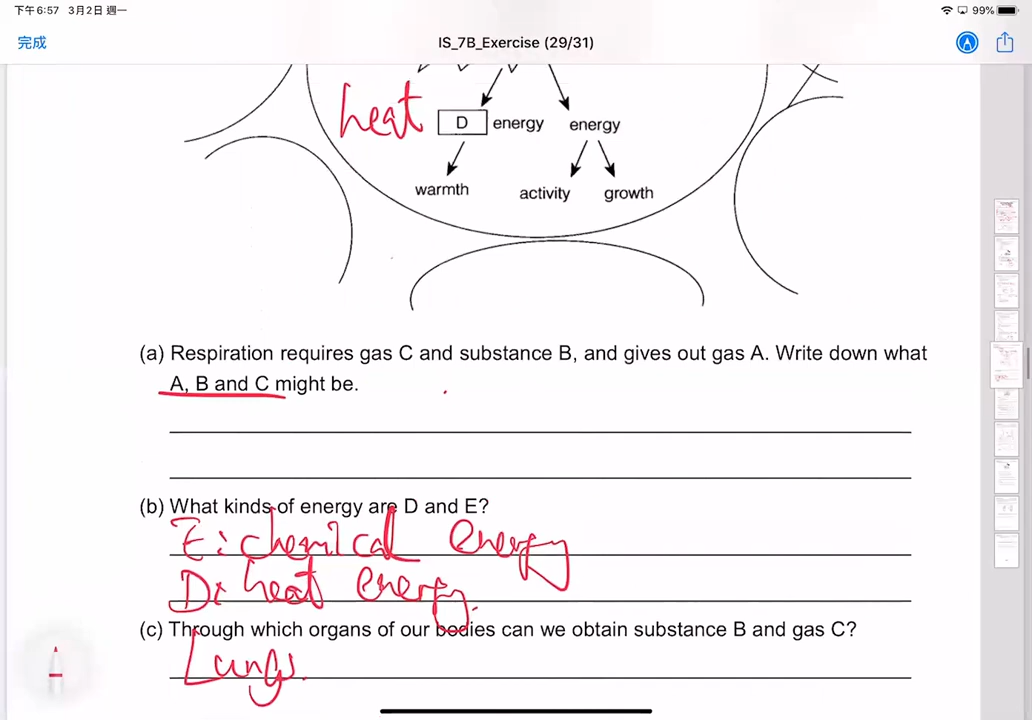 下午6:57 3月2日 週一
99%
完成
IS_7B_Exercise (29/31)
heat D energy energy
warmth activity growth
(a) Respiration requires gas C and substance B, and gives out gas A. Write down what
A, B and C might be.
(b) What kinds of energy are D and E?
E: chemical energy
D: heat energy.
(c) Through which organs of our bodies can we obtain substance B and gas C?
Lungs.